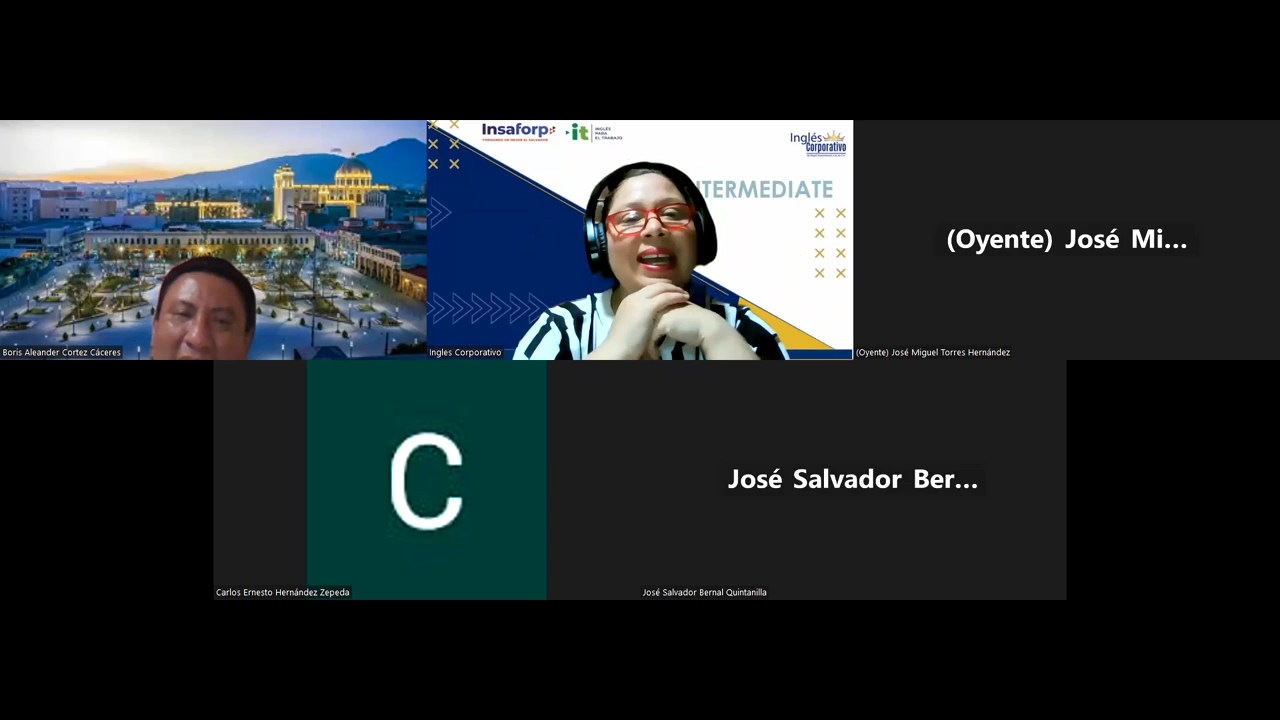 Insaforp
it
INGLÉS
PARA
EL TRABAJO
Inglés
Corporativo
NTERMEDIATE
(Oyente) José Mi...
Boris Aleander Cortez Cáceres
Ingles Corporativo
(Oyente) José Miguel Torres Hernández
C
José Salvador Ber...
Carlos Ernesto Hernández Zepeda
José Salvador Bernal Quintanilla